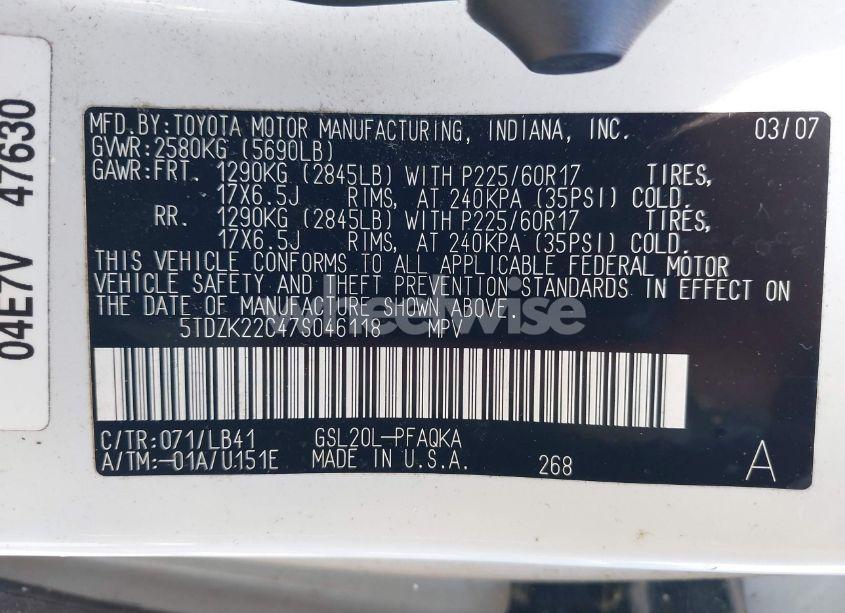 04E7V 47630
MFD.BY:TOYOTA MOTOR MANUFACTURING, INDIANA, INC. 03/07
GVWR:2580KG (5690LB)
GAWR:FRT. 1290KG (2845LB) WITH P225/60R17 TIRES,
17X6.5J RIMS, AT 240KPA (35PSI) COLD.
RR. 1290KG (2845LB) WITH P225/60R17 TIRES,
17X6.5J RIMS, AT 240KPA (35PSI) COLD.
THIS VEHICLE CONFORMS TO ALL APPLICABLE FEDERAL MOTOR
VEHICLE SAFETY AND THEFT PREVENTION STANDARDS IN EFFECT ON
THE DATE OF MANUFACTURE SHOWN ABOVE.
5TDZK22C47S046118 MPV
C/TR:071/LB41 GSL20L-PFAQKA
A/TM:-01A/U151E MADE IN U.S.A. 268 A